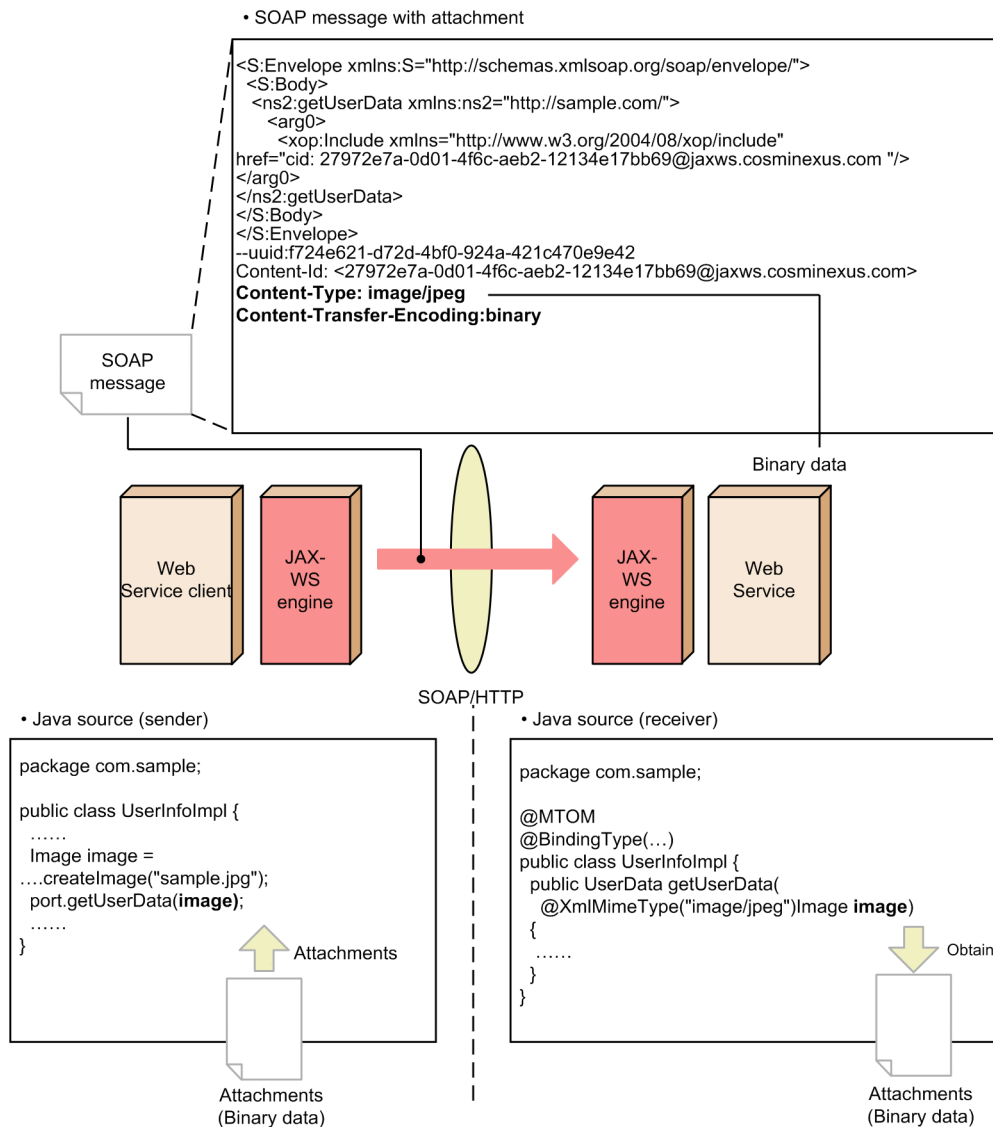 • SOAP message with attachment
<S:Envelope xmlns:S="http://schemas.xmlsoap.org/soap/envelope/">
<S:Body>
<ns2:getUserData xmlns:ns2="http://sample.com/">
<arg0>
<xop:Include xmlns="http://www.w3.org/2004/08/xop/include"
href="cid: 27972e7a-0d01-4f6c-aeb2-12134e17bb69@jaxws.cosminexus.com "/>
</arg0>
</ns2:getUserData>
</S:Body>
</S:Envelope>
--uuid:f724e621-d72d-4bf0-924a-421c470e9e42
Content-Id: <27972e7a-0d01-4f6c-aeb2-12134e17bb69@jaxws.cosminexus.com>
Content-Type: image/jpeg
Content-Transfer-Encoding:binary
SOAP
message
Binary data
Web
Service client
JAX-
WS
engine
JAX-
WS
engine
Web
Service
SOAP/HTTP
• Java source (sender)
package com.sample;
public class UserInfoImpl {
……
Image image =
….createImage("sample.jpg");
port.getUserData(image);
……
}
Attachments
Attachments
(Binary data)
• Java source (receiver)
package com.sample;
@MTOM
@BindingType(…)
public class UserInfoImpl {
public UserData getUserData(
@XmlMimeType("image/jpeg")Image image)
{
……
}
}
Obtain
Attachments
(Binary data)